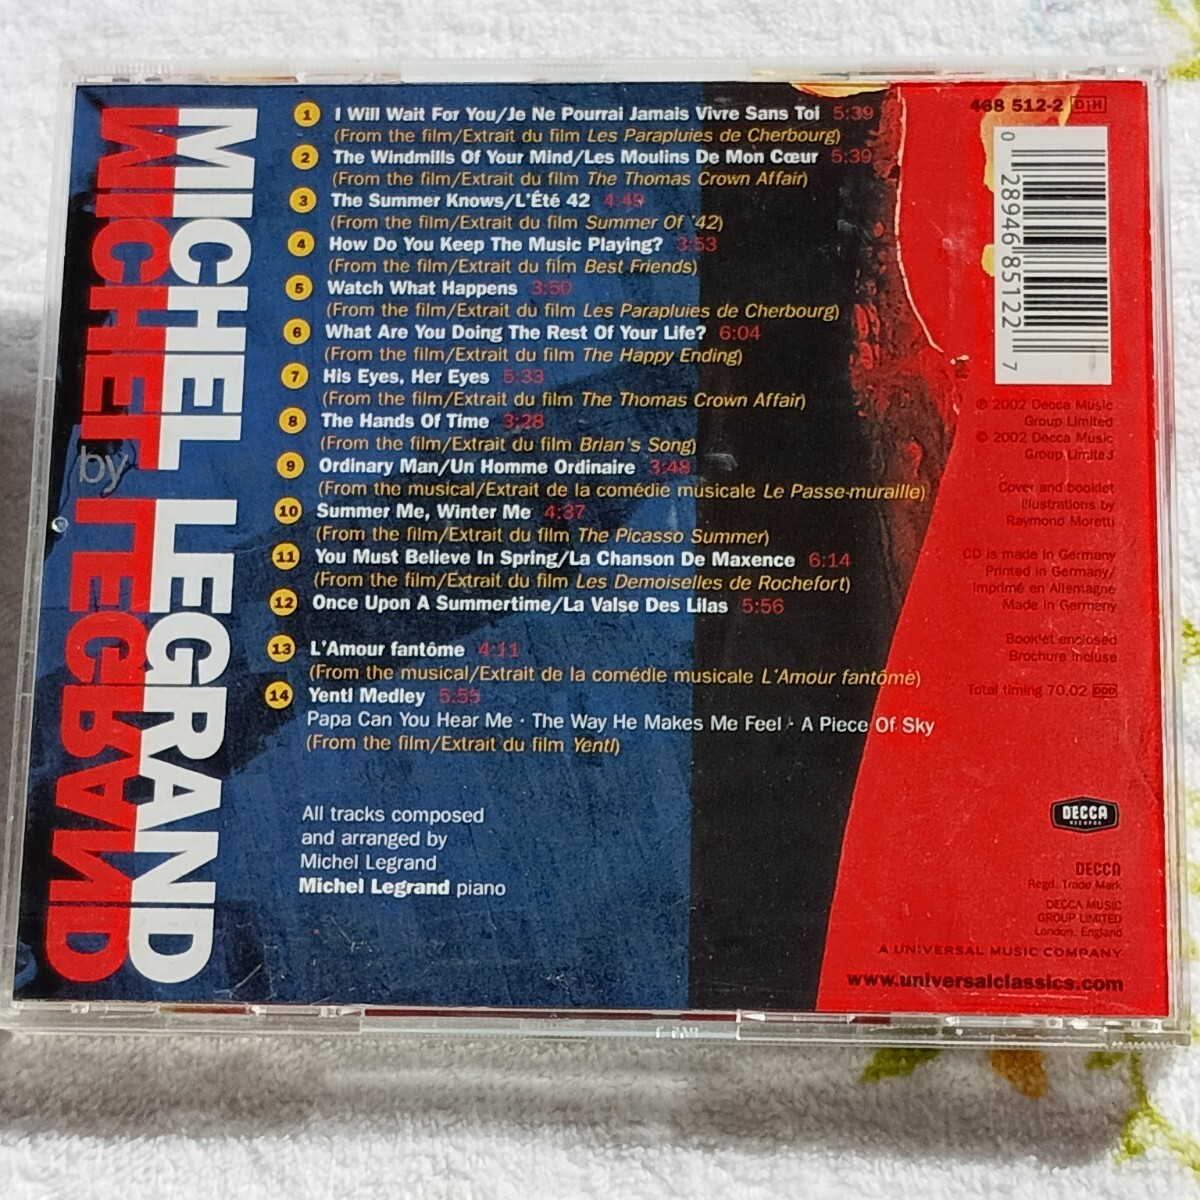 MICHEL LEGRAND
by
MICHEL LEGRAND
1 I Will Wait For You/Je Ne Pourrai Jamais Vivre Sans Toi 5:39
(From the film/Extrait du film Les Parapluies de Cherbourg)
2 The Windmills Of Your Mind/Les Moulins De Mon Cœur 5:39
(From the film/Extrait du film The Thomas Crown Affair)
3 The Summer Knows/L'Été 42 4:49
(From the film/Extrait du film Summer Of '42)
4 How Do You Keep The Music Playing? 3:53
(From the film/Extrait du film Best Friends)
5 Watch What Happens 3:50
(From the film/Extrait du film Les Parapluies de Cherbourg)
6 What Are You Doing The Rest Of Your Life? 6:04
(From the film/Extrait du film The Happy Ending)
7 His Eyes, Her Eyes 5:33
(From the film/Extrait du film The Thomas Crown Affair)
8 The Hands Of Time 3:28
(From the film/Extrait du film Brian's Song)
9 Ordinary Man/Un Homme Ordinaire 3:48
(From the musical/Extrait de la comédie musicale Le Passe-muraille)
10 Summer Me, Winter Me 4:37
(From the film/Extrait du film The Picasso Summer)
11 You Must Believe In Spring/La Chanson De Maxence 6:14
(From the film/Extrait du film Les Demoiselles de Rochefort)
12 Once Upon A Summertime/La Valse Des Lilas 5:56
13 L'Amour fantôme 4:11
(From the musical/Extrait de la comédie musicale L'Amour fantôme)
14 Yentl Medley 5:55
Papa Can You Hear Me · The Way He Makes Me Feel · A Piece Of Sky
(From the film/Extrait du film Yentl)
All tracks composed
and arranged by
Michel Legrand
Michel Legrand piano
468 512-2 DH
0 28946 85122 7
℗ 2002 Decca Music
Group Limited
© 2002 Decca Music
Group Limited
Cover and booklet
illustrations by
Raymond Moretti
CD is made in Germany
Printed in Germany/
Imprimé en Allemagne
Made in Germany
Booklet enclosed
Brochure incluse
Total timing 70.02 DDD
DECCA
RECORDS
DECCA
Regd. Trade Mark
DECCA MUSIC
GROUP LIMITED
London, England
A UNIVERSAL MUSIC COMPANY
www.universalclassics.com